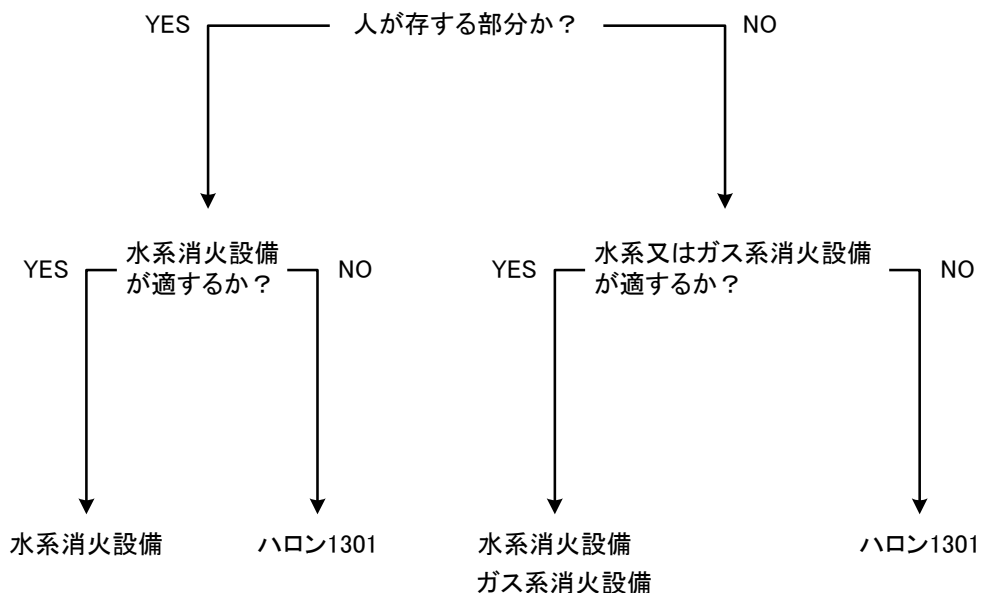 YES 人が存する部分か？ NO
YES 水系消火設備が適するか？ NO
YES 水系又はガス系消火設備が適するか？ NO
水系消火設備
ハロン1301
水系消火設備
ガス系消火設備
ハロン1301